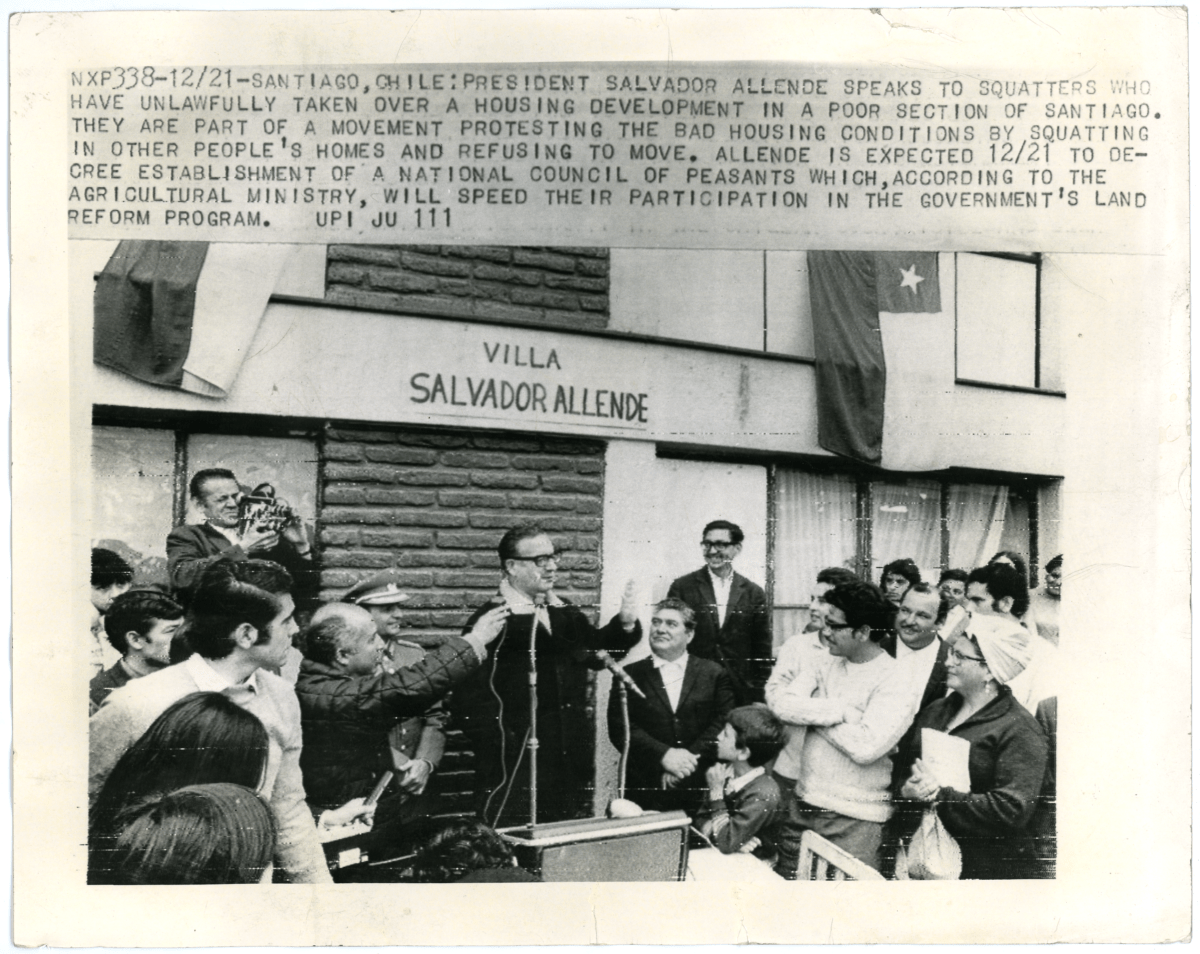 NXP338-12/21-SANTIAGO,CHILE:PRESIDENT SALVADOR ALLENDE SPEAKS TO SQUATTERS WHO
HAVE UNLAWFULLY TAKEN OVER A HOUSING DEVELOPMENT IN A POOR SECTION OF SANTIAGO.
THEY ARE PART OF A MOVEMENT PROTESTING THE BAD HOUSING CONDITIONS BY SQUATTING
IN OTHER PEOPLE'S HOMES AND REFUSING TO MOVE. ALLENDE IS EXPECTED 12/21 TO DE-
CREE ESTABLISHMENT OF A NATIONAL COUNCIL OF PEASANTS WHICH,ACCORDING TO THE
AGRICULTURAL MINISTRY, WILL SPEED THEIR PARTICIPATION IN THE GOVERNMENT'S LAND
REFORM PROGRAM. UPI JU 111
VILLA
SALVADOR ALLENDE